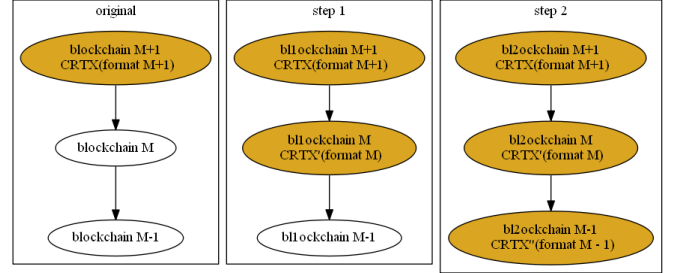 original
blockchain M+1
CRTX(format M+1)
blockchain M
blockchain M-1
step 1
bl1ockchain M+1
CRTX(format M+1)
bl1ockchain M
CRTX'(format M)
bl1ockchain M-1
step 2
bl2ockchain M+1
CRTX(format M+1)
bl2ockchain M
CRTX'(format M)
bl2ockchain M-1
CRTX''(format M - 1)